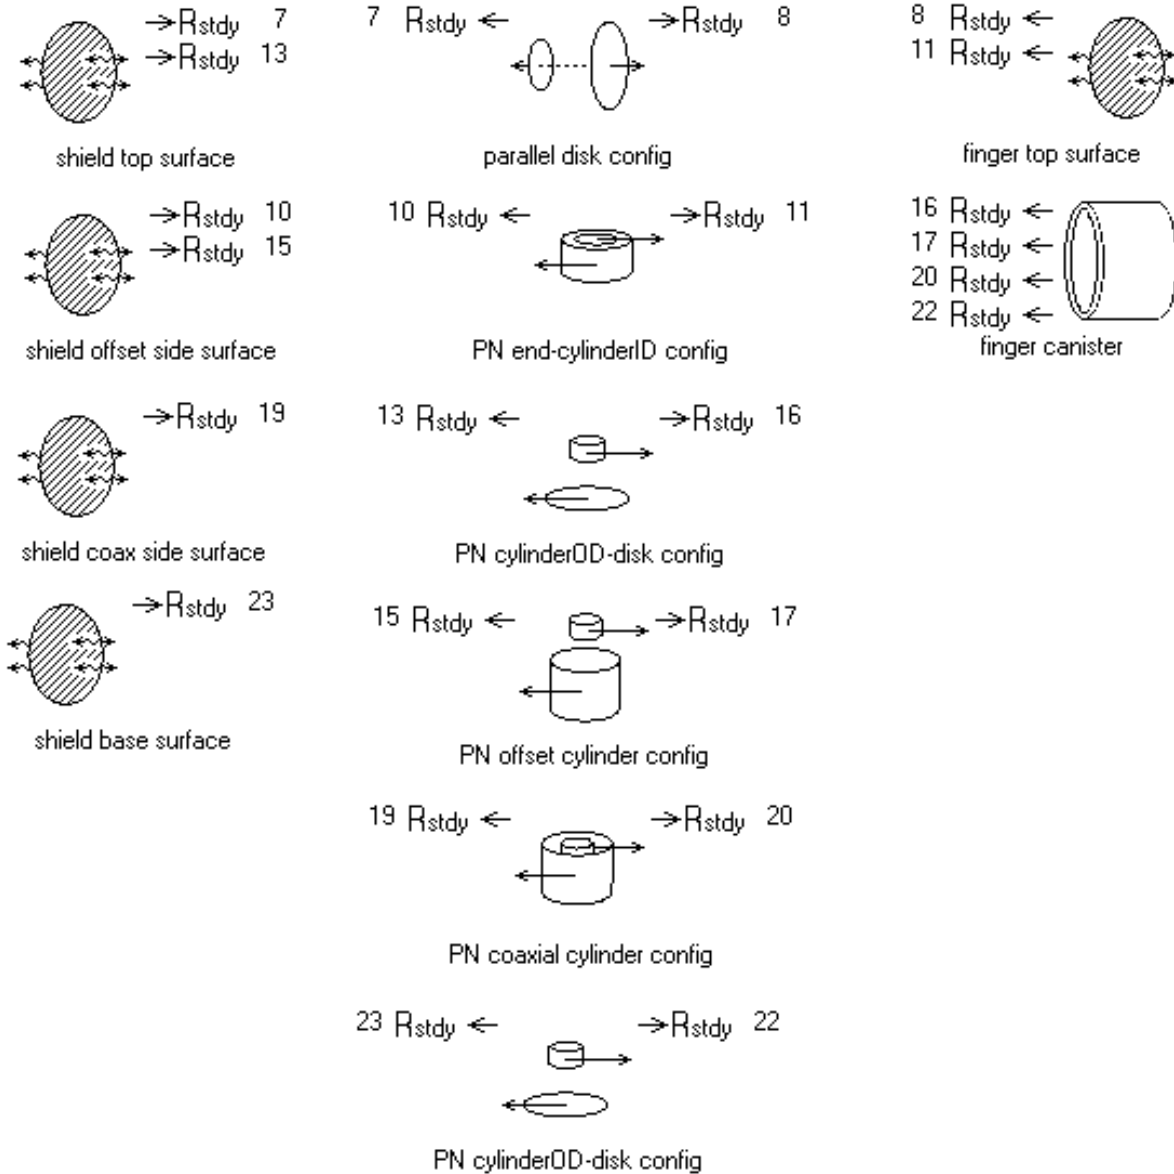 Rstdy 7
Rstdy 13
shield top surface
7 Rstdy
Rstdy 8
parallel disk config
8 Rstdy
11 Rstdy
finger top surface
Rstdy 10
Rstdy 15
shield offset side surface
10 Rstdy
Rstdy 11
PN end-cylinderID config
16 Rstdy
17 Rstdy
20 Rstdy
22 Rstdy
finger canister
Rstdy 19
shield coax side surface
13 Rstdy
Rstdy 16
PN cylinderOD-disk config
Rstdy 23
shield base surface
15 Rstdy
Rstdy 17
PN offset cylinder config
19 Rstdy
Rstdy 20
PN coaxial cylinder config
23 Rstdy
Rstdy 22
PN cylinderOD-disk config